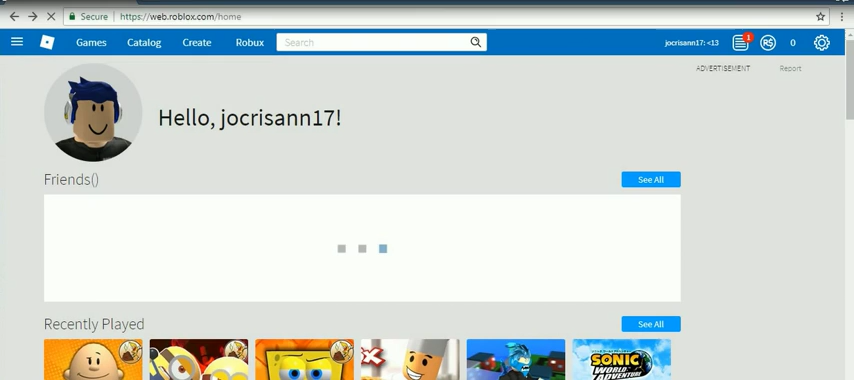 Secure | https://web.roblox.com/home
Games Catalog Create Robux Search jocrisann17: <13 1 R$ 0
ADVERTISEMENT Report
Hello, jocrisann17!
Friends() See All
Recently Played See All
SONIC
WORLD
ADVENTURE